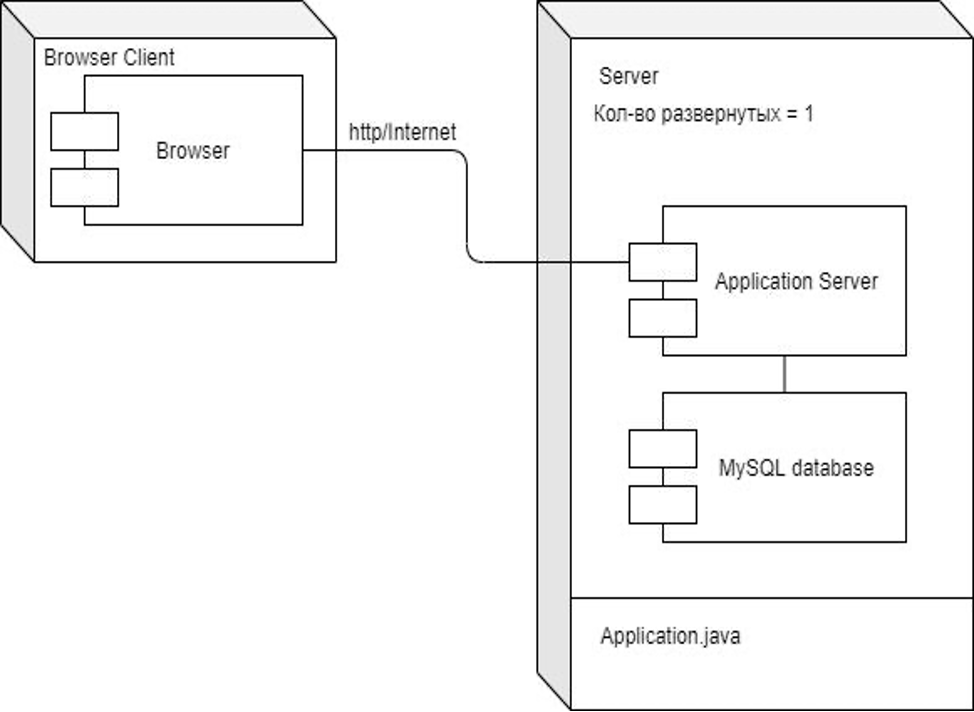 Browser Client
Browser
http/Internet
Server
Кол-во развернутых = 1
Application Server
MySQL database
Application.java